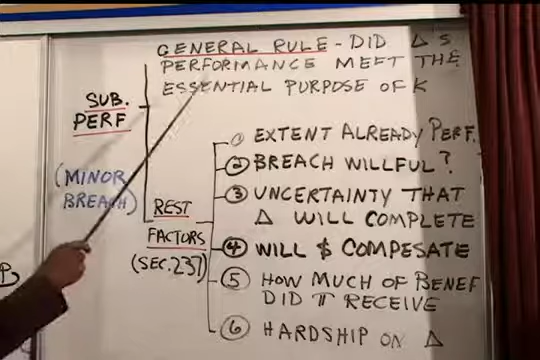 GENERAL RULE - DID Δ'S
PERFORMANCE MEET THE
ESSENTIAL PURPOSE OF K
SUB.
PERF
(MINOR
BREACH)
REST
FACTORS
(SEC. 237)
① EXTENT ALREADY PERF.
② BREACH WILLFUL?
③ UNCERTAINTY THAT
Δ WILL COMPLETE
④ WILL $ COMPESATE
⑤ HOW MUCH OF BENEF
DID π RECEIVE
⑥ HARDSHIP ON Δ